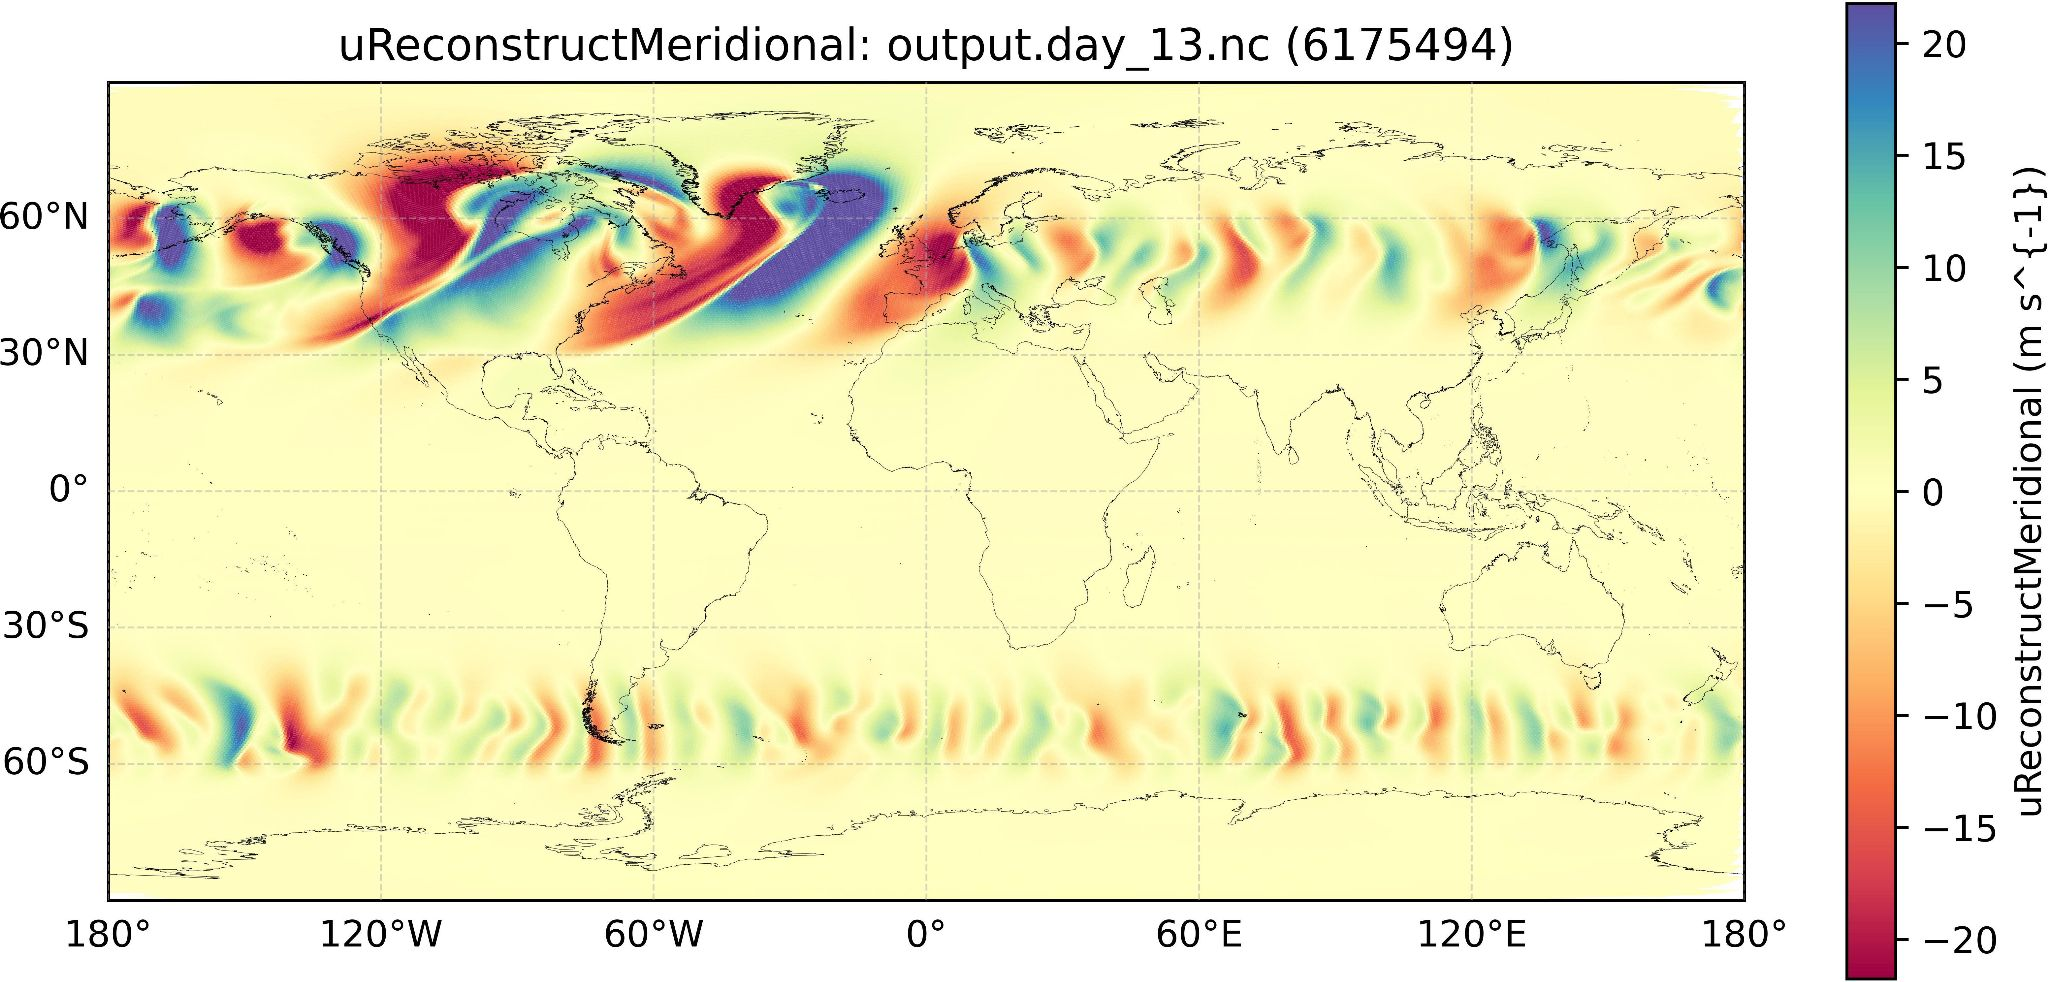 uReconstructMeridional: output.day_13.nc (6175494)
60°N
30°N
0°
30°S
60°S
180°
120°W
60°W
0°
60°E
120°E
180°
20
15
10
5
0
−5
−10
−15
−20
uReconstructMeridional (m s^{-1})